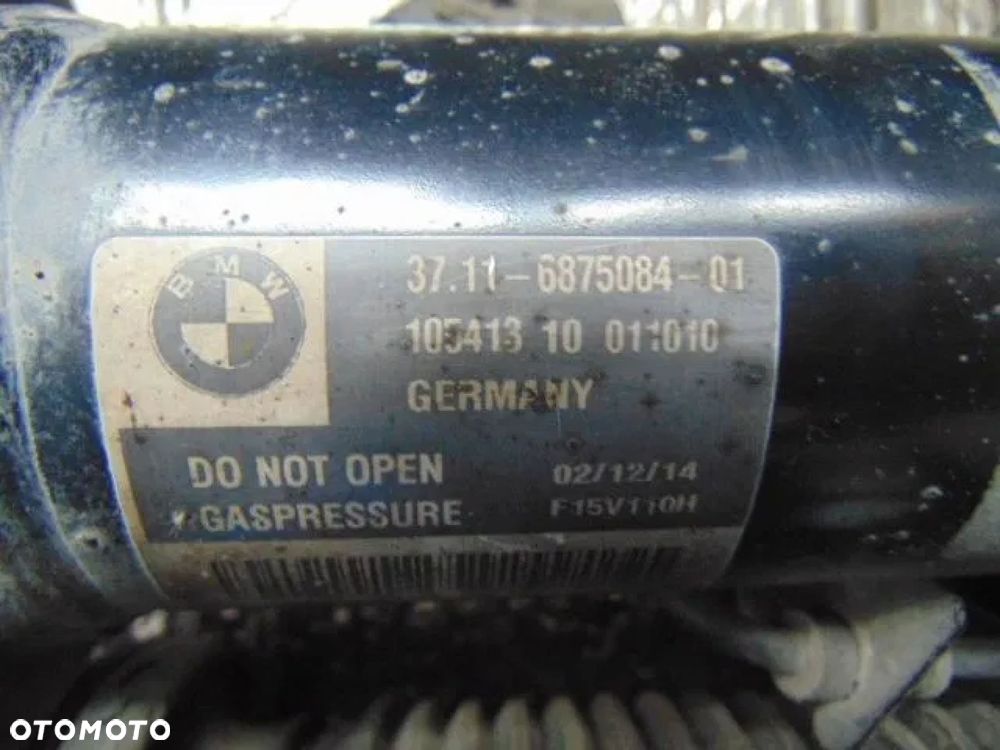 BMW
37.11-6875084-01
105413 10 011010
GERMANY
DO NOT OPEN
02/12/14
GASPRESSURE
F15V110H
OTOMOTO